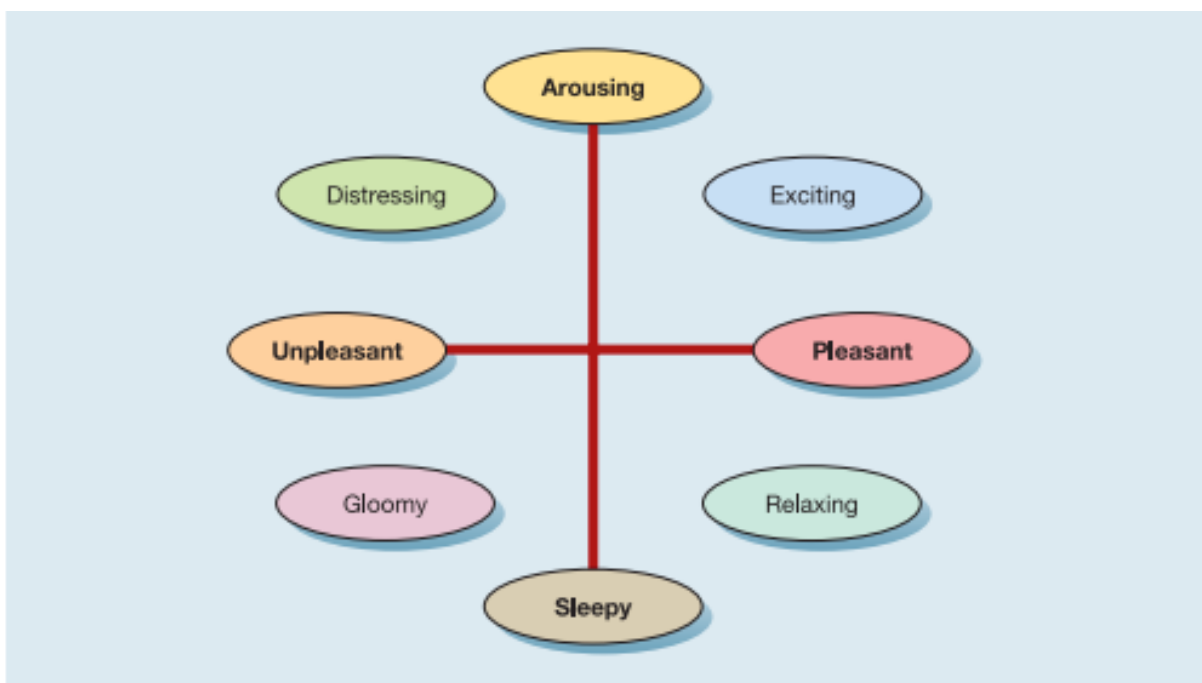 Arousing
Distressing
Exciting
Unpleasant
Pleasant
Gloomy
Relaxing
Sleepy